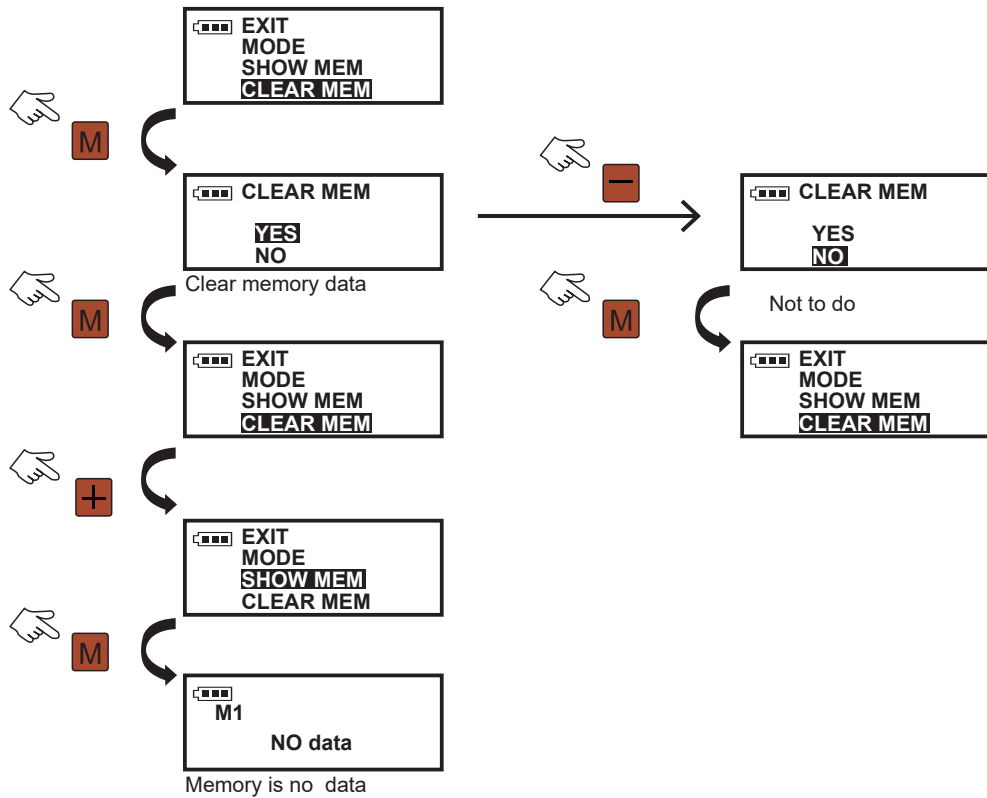 EXIT
MODE
SHOW MEM
CLEAR MEM
M
CLEAR MEM
YES
NO
Clear memory data
M
EXIT
MODE
SHOW MEM
CLEAR MEM
+
EXIT
MODE
SHOW MEM
CLEAR MEM
M
M1
NO data
Memory is no data
−
CLEAR MEM
YES
NO
M
Not to do
EXIT
MODE
SHOW MEM
CLEAR MEM